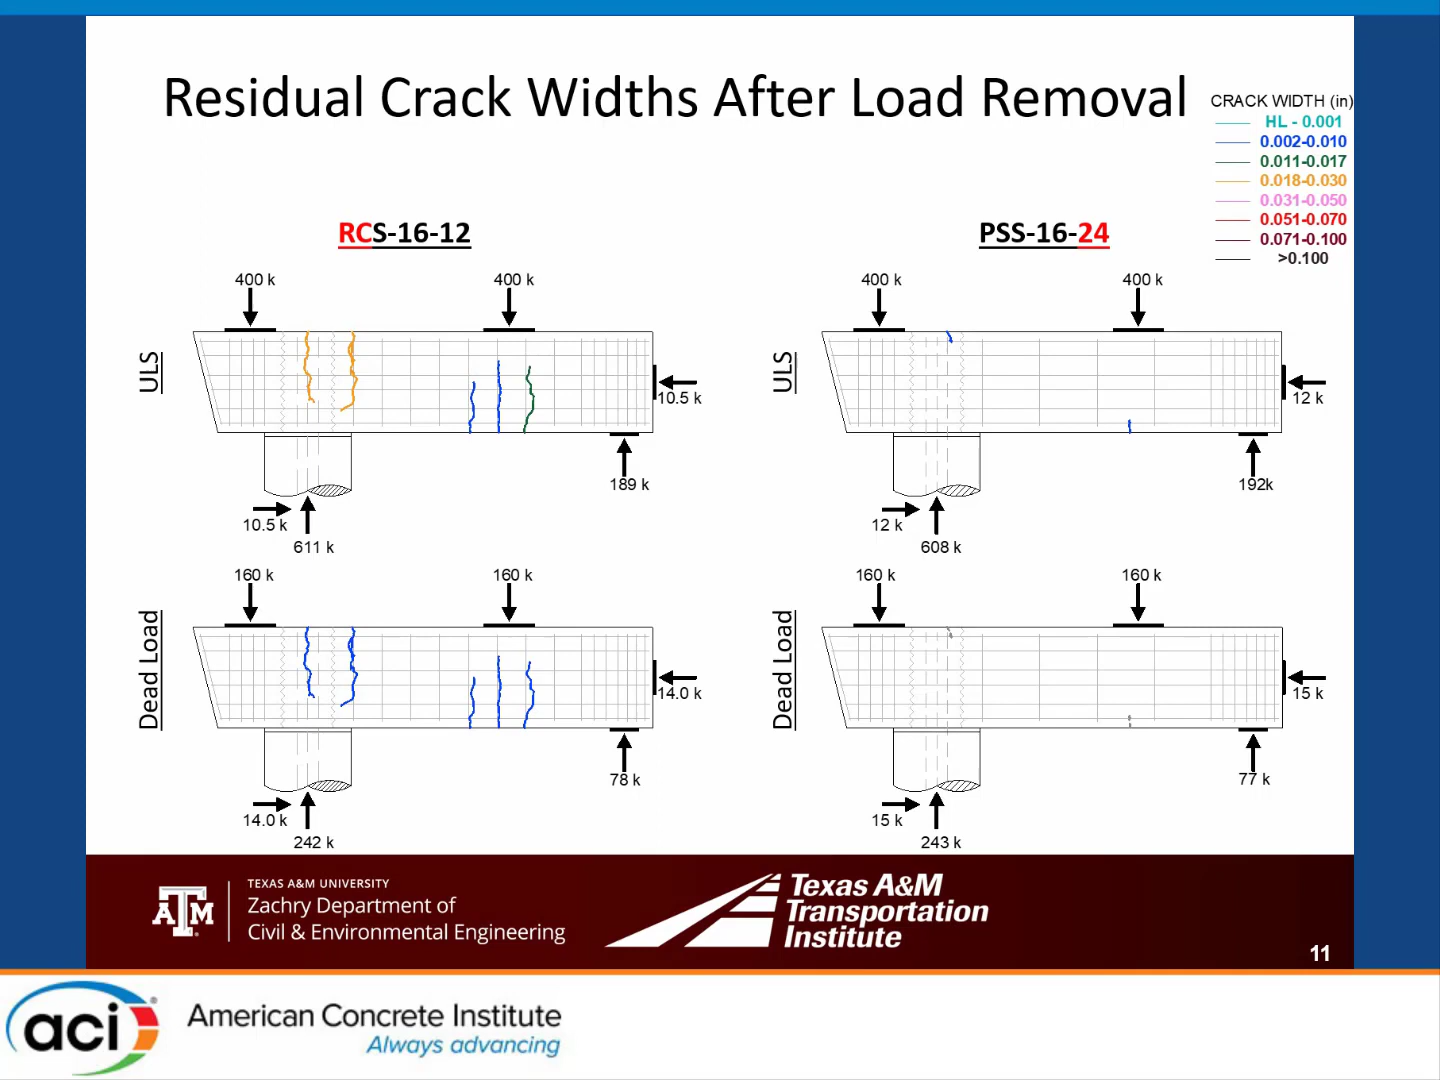 Residual Crack Widths After Load Removal
CRACK WIDTH (in)
HL - 0.001
0.002-0.010
0.011-0.017
0.018-0.030
0.031-0.050
0.051-0.070
0.071-0.100
>0.100
RCS-16-12
PSS-16-24
ULS
400 k
400 k
10.5 k
189 k
10.5 k
611 k
ULS
400 k
400 k
12 k
192k
12 k
608 k
Dead Load
160 k
160 k
14.0 k
78 k
14.0 k
242 k
Dead Load
160 k
160 k
15 k
77 k
15 k
243 k
ATM
TEXAS A&M UNIVERSITY
Zachry Department of
Civil & Environmental Engineering
Texas A&M
Transportation
Institute
11
aci
American Concrete Institute
Always advancing